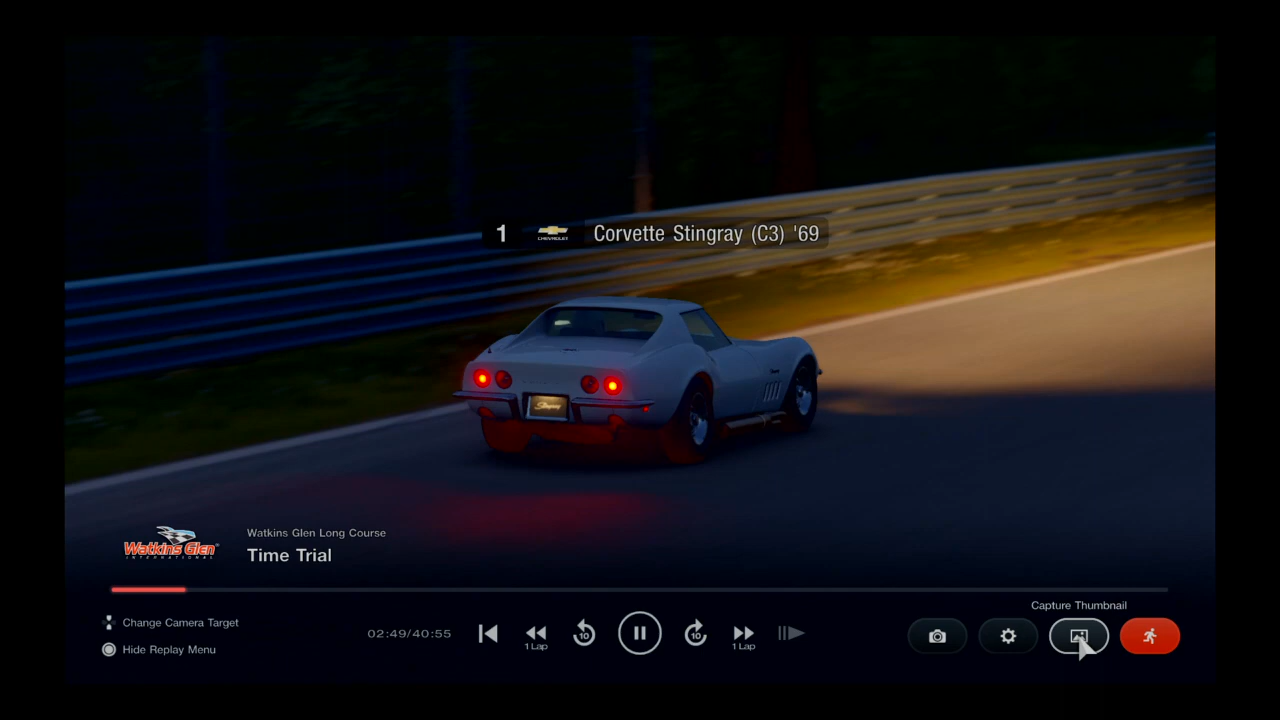 1 CHEVROLET Corvette Stingray (C3) '69
Stingray
Watkins Glen Long Course
Watkins Glen®
INTERNATIONAL
Time Trial
Capture Thumbnail
Change Camera Target
02:49/40:55
10
10
1 Lap
1 Lap
Hide Replay Menu